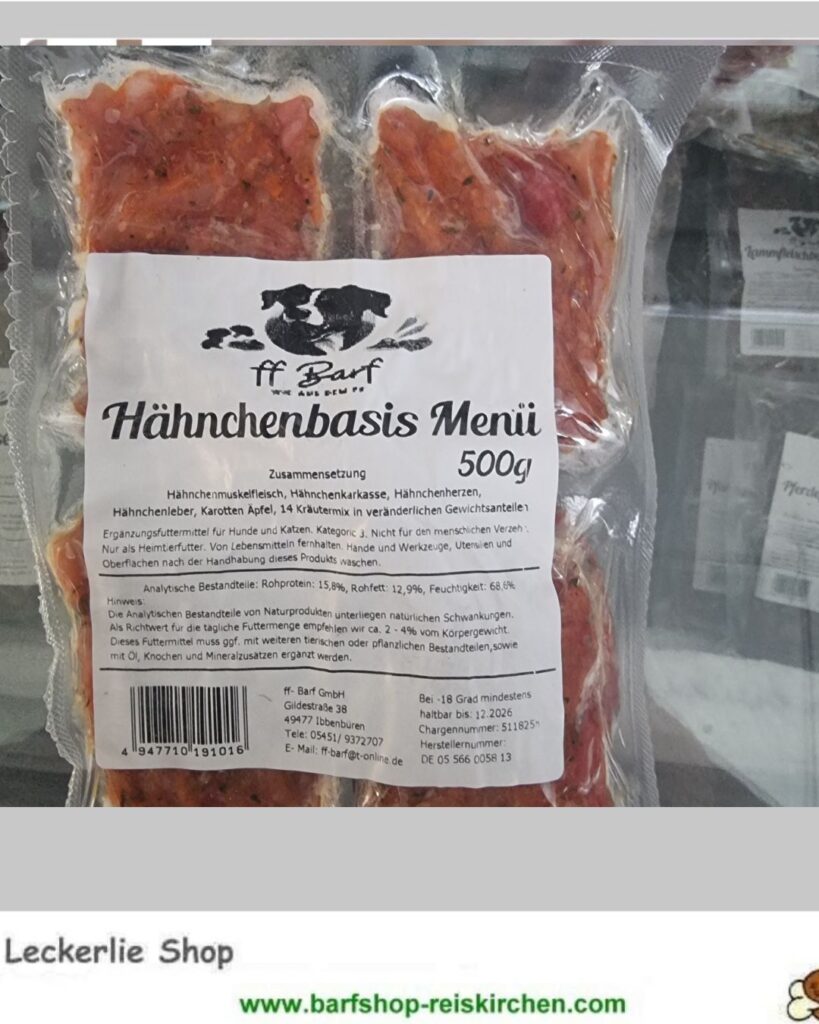 ff Barf
Hähnchenbasis Menü
500g
Zusammensetzung
Hähnchenmuskelfleisch, Hähnchenkarkasse, Hähnchenherzen,
Hähnchenleber, Karotten Äpfel, 14 Kräutermix in veränderlichen Gewichtsanteilen
Ergänzungsfuttermittel für Hunde und Katzen. Kategorie 3. Nicht für den menschlichen Verzehr.
Nur als Heimtierfutter. Von Lebensmitteln fernhalten. Hände und Werkzeuge, Utensilien und
Oberflächen nach der Handhabung dieses Produkts waschen.
Analytische Bestandteile: Rohprotein: 15,8%, Rohfett: 12,9%, Feuchtigkeit: 68,6%
Hinweis:
Die Analytischen Bestandteile von Naturprodukten unterliegen natürlichen Schwankungen.
Als Richtwert für die tägliche Futtermenge empfehlen wir ca. 2 - 4% vom Körpergewicht.
Dieses Futtermittel muss ggf. mit weiteren tierischen oder pflanzlichen Bestandteilen,sowie
mit Öl, Knochen und Mineralzusätzen ergänzt werden.
4 947710 191016
ff- Barf GmbH
Gildestraße 38
49477 Ibbenbüren
Tele: 05451/ 9372707
E- Mail: ff-barf@t-online.de
Bei -18 Grad mindestens
haltbar bis: 12.2026
Chargennummer: 511825
Herstellernummer:
DE 05 566 0058 13
Leckerlie Shop
www.barfshop-reiskirchen.com